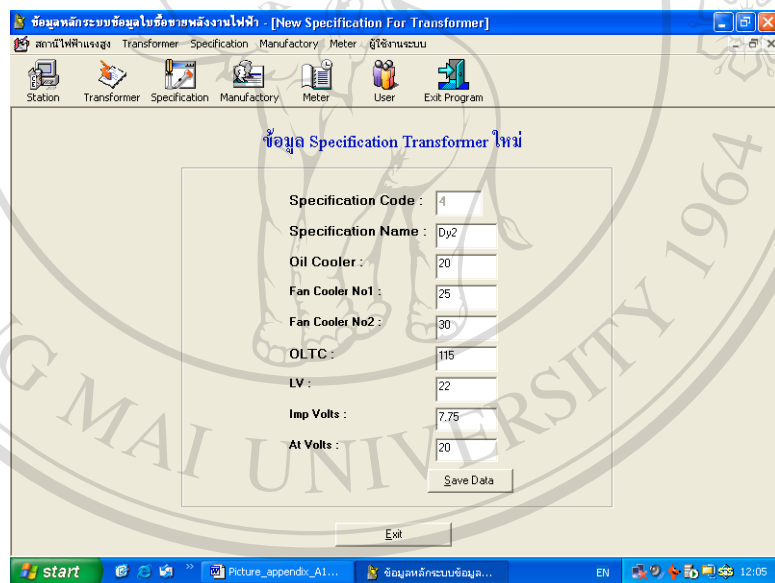 ข้อมูลหลักระบบข้อมูลใบซื้อขายพลังงานไฟฟ้า - [New Specification For Transformer]
สถานีไฟฟ้าแรงสูง Transformer Specification Manufactory Meter ผู้ใช้งานระบบ
Station Transformer Specification Manufactory Meter User Exit Program
ข้อมูล Specification Transformer ใหม่
Specification Code : 4
Specification Name : Dy2
Oil Cooler : 20
Fan Cooler No1 : 25
Fan Cooler No2 : 30
OLTC : 115
LV : 22
Imp Volts : 7.75
At Volts : 20
Save Data
Exit
start Picture_appendix_A1... ข้อมูลหลักระบบข้อมูล... EN 12:05
NG MAI UNIVERSITY 1964